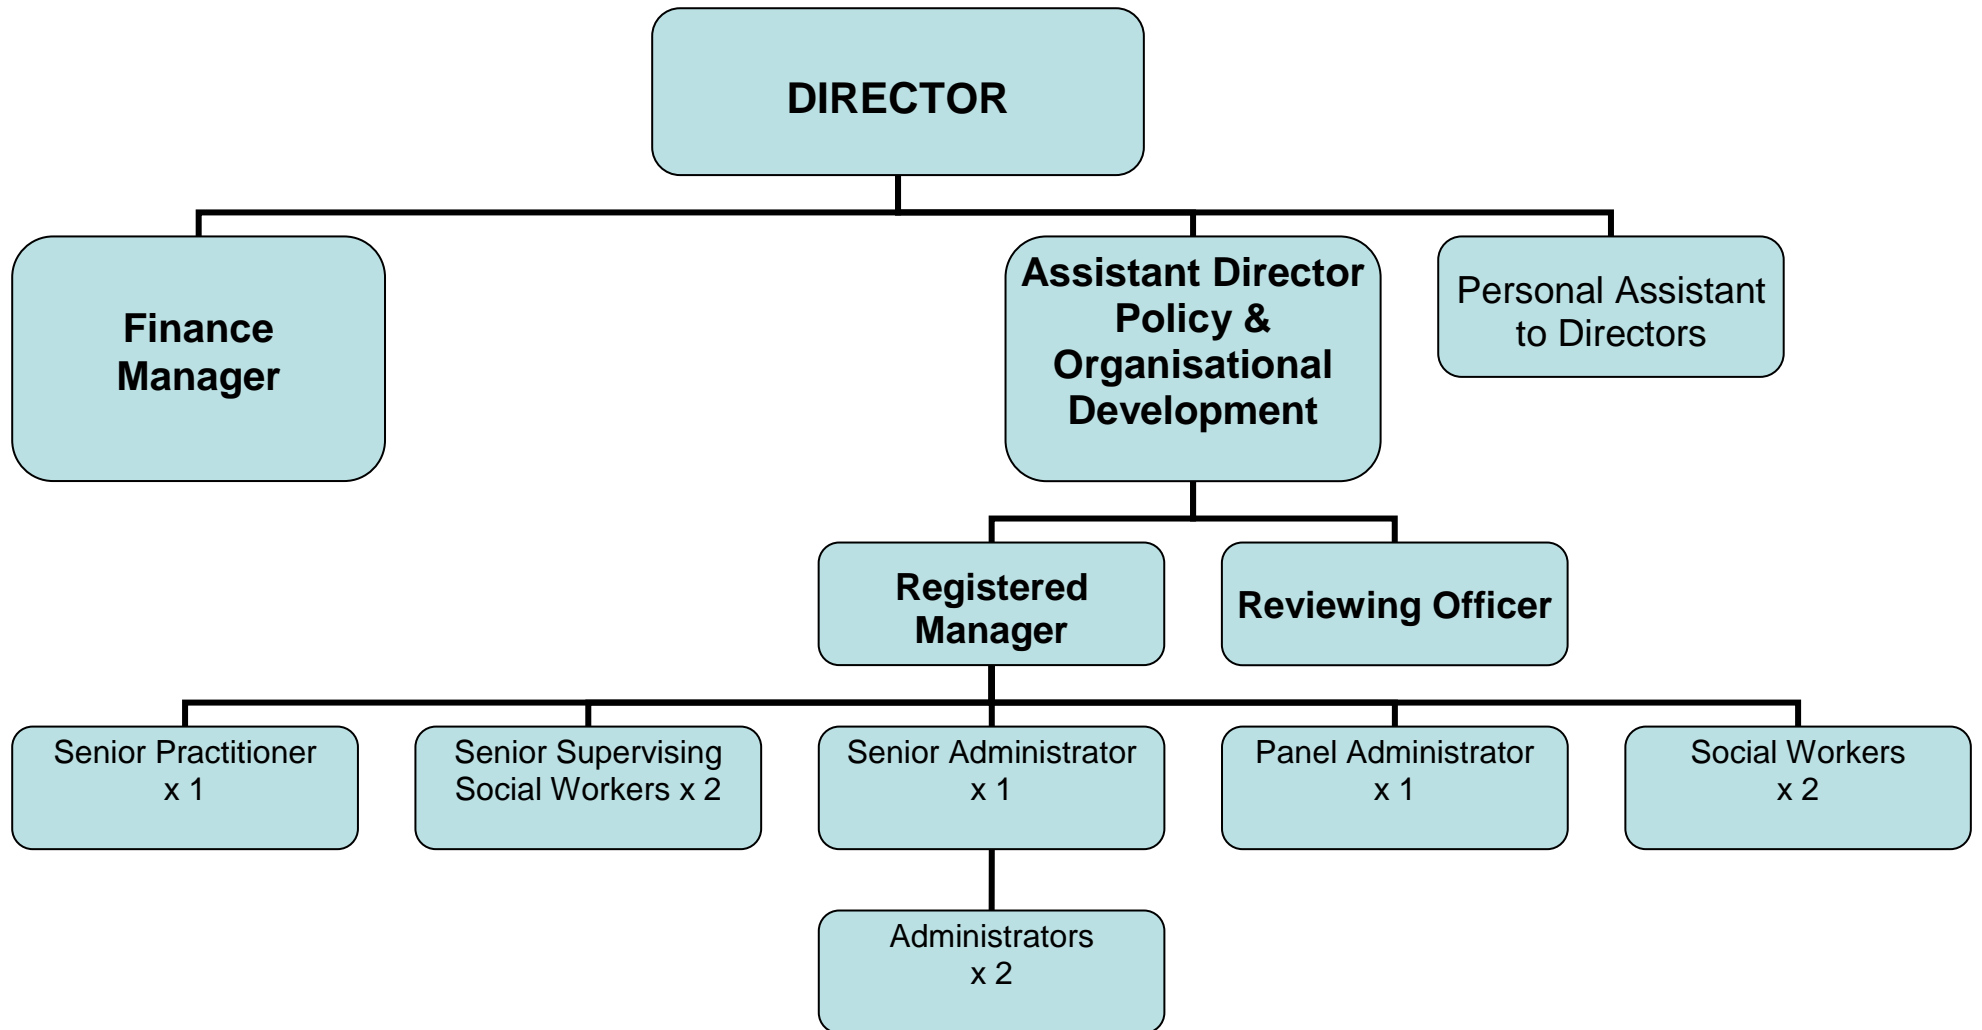 DIRECTOR
Finance
Manager
Assistant Director
Policy &
Organisational
Development
Personal Assistant
to Directors
Registered
Manager
Reviewing Officer
Senior Practitioner
x 1
Senior Supervising
Social Workers x 2
Senior Administrator
x 1
Panel Administrator
x 1
Social Workers
x 2
Administrators
x 2